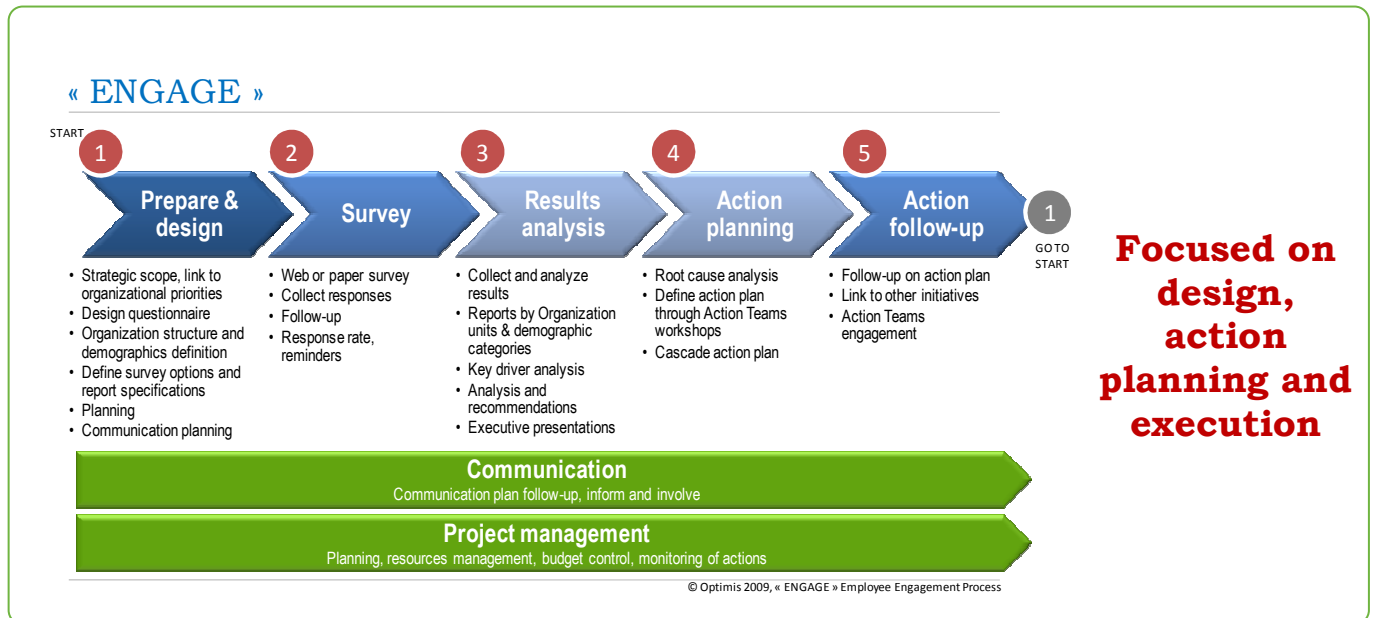 « ENGAGE »
START
1
Prepare &
design
• Strategic scope, link to
organizational priorities
• Design questionnaire
• Organization structure and
demographics definition
• Define survey options and
report specifications
• Planning
• Communication planning
2
Survey
• Web or paper survey
• Collect responses
• Follow-up
• Response rate,
reminders
3
Results
analysis
• Collect and analyze
results
• Reports by Organization
units & demographic
categories
• Key driver analysis
• Analysis and
recommendations
• Executive presentations
4
Action
planning
• Root cause analysis
• Define action plan
through Action Teams
workshops
• Cascade action plan
5
Action
follow-up
• Follow-up on action plan
• Link to other initiatives
• Action Teams
engagement
1
GO TO
START
Focused on
design,
action
planning and
execution
Communication
Communication plan follow-up, inform and involve
Project management
Planning, resources management, budget control, monitoring of actions
© Optimis 2009, « ENGAGE » Employee Engagement Process